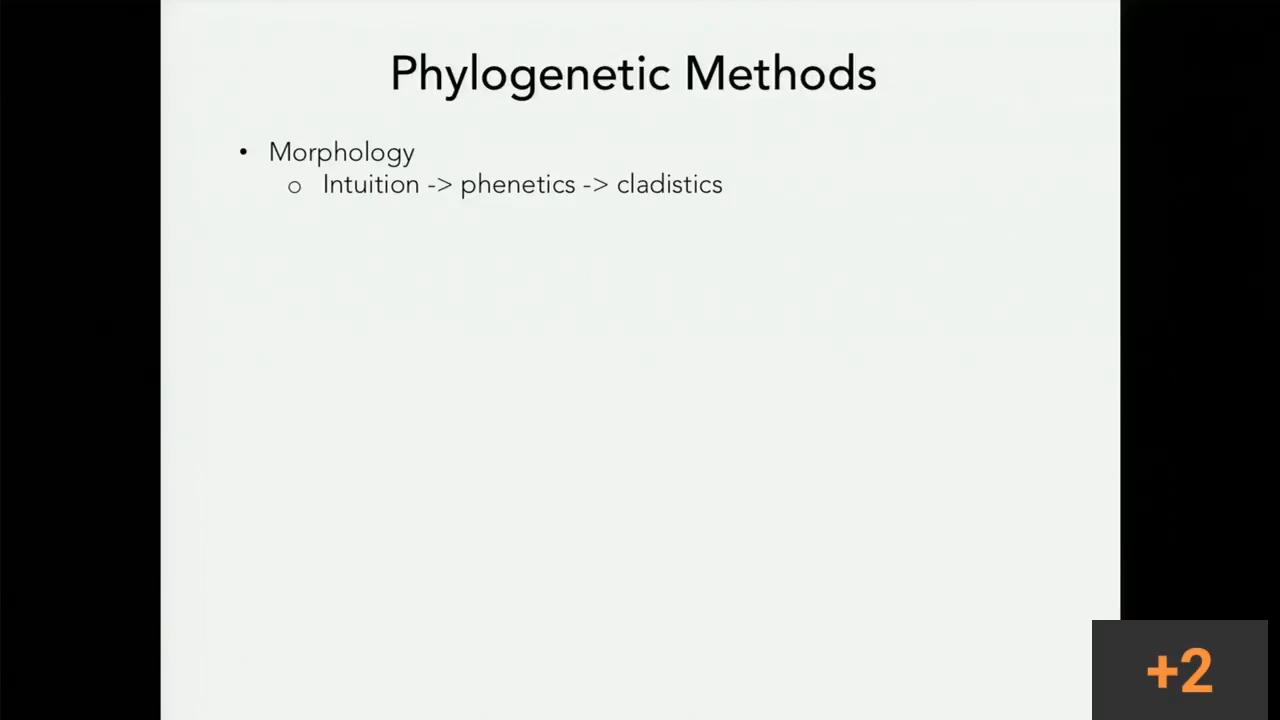 Phylogenetic Methods
• Morphology
o Intuition -> phenetics -> cladistics
+2